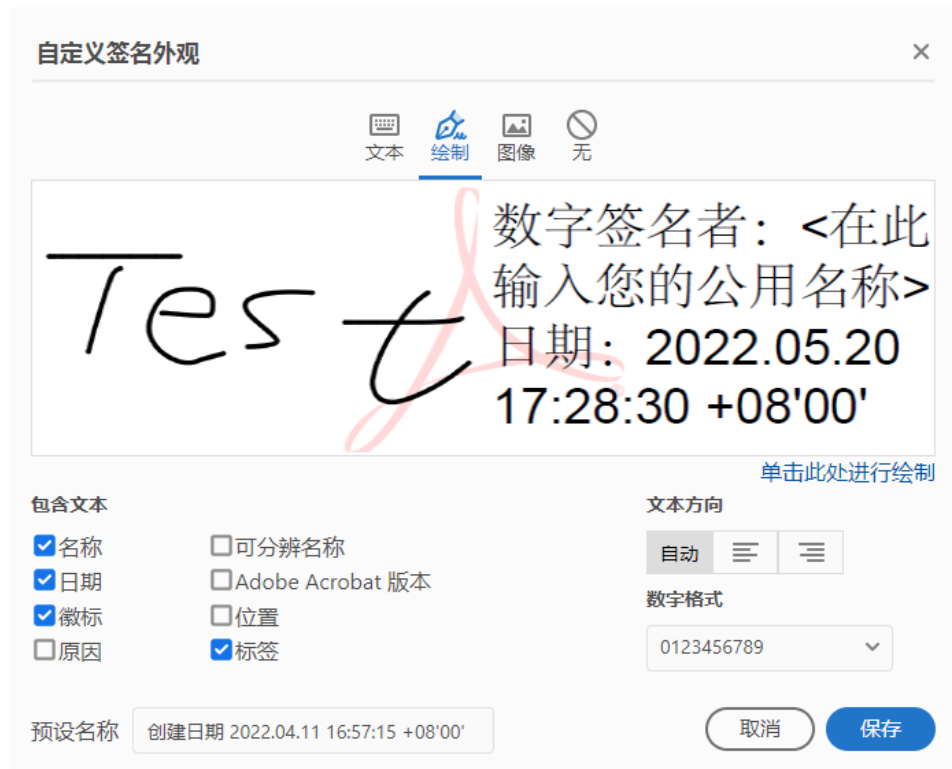 自定义签名外观
文本 绘制 图像 无
Test
数字签名者：<在此
输入您的公用名称>
日期：2022.05.20
17:28:30 +08'00'
单击此处进行绘制
包含文本
名称 可分辨名称
日期 Adobe Acrobat 版本
徽标 位置
原因 标签
文本方向
自动
数字格式
0123456789
预设名称 创建日期 2022.04.11 16:57:15 +08'00'
取消 保存